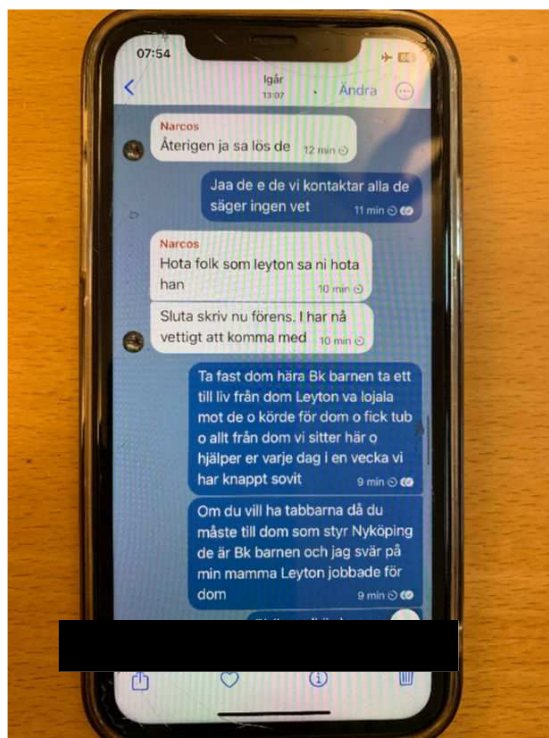 07:54
Igår
13:07
Ändra
Narcos
Återigen ja sa lös de 12 min
Jaa de e de vi kontaktar alla de
säger ingen vet 11 min
Narcos
Hota folk som leyton sa ni hota
han 10 min
Sluta skriv nu förens. I har nå
vettigt att komma med 10 min
Ta fast dom hära Bk barnen ta ett
till liv från dom Leyton va lojala
mot de o körde för dom o fick tub
o allt från dom vi sitter här o
hjälper er varje dag i en vecka vi
har knappt sovit 9 min
Om du vill ha tabbarna då du
måste till dom som styr Nyköping
de är Bk barnen och jag svär på
min mamma Leyton jobbade för
dom 9 min